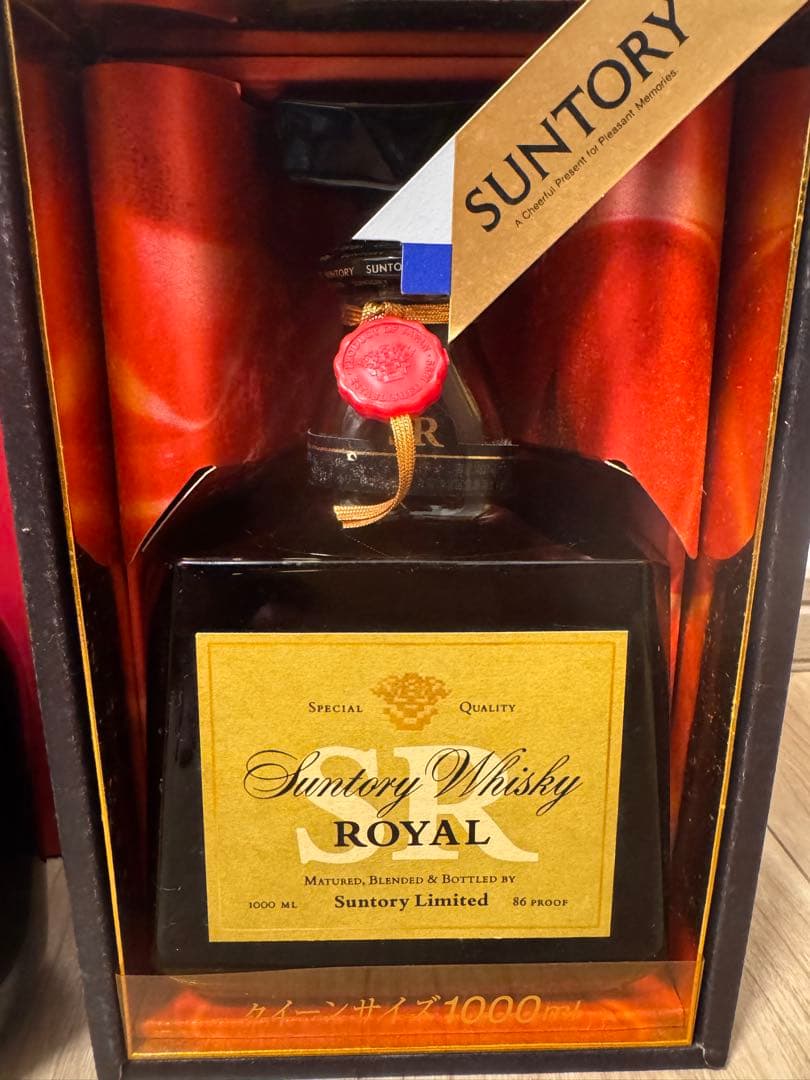 SUNTORY
A Cheerful Present for Pleasant Memories.
SUNTORY SUNTO
SR
SPECIAL QUALITY
SR
Suntory Whisky
ROYAL
MATURED, BLENDED & BOTTLED BY
1000 ML Suntory Limited 86 PROOF
クイーンサイズ1000ml